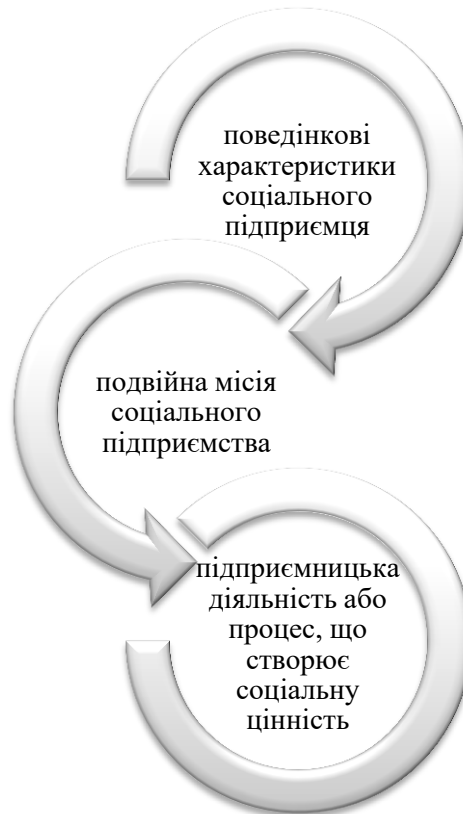 поведінкові
характеристики
соціального
підприємця
подвійна місія
соціального
підприємства
підприємницька
діяльність або
процес, що
створює
соціальну
цінність